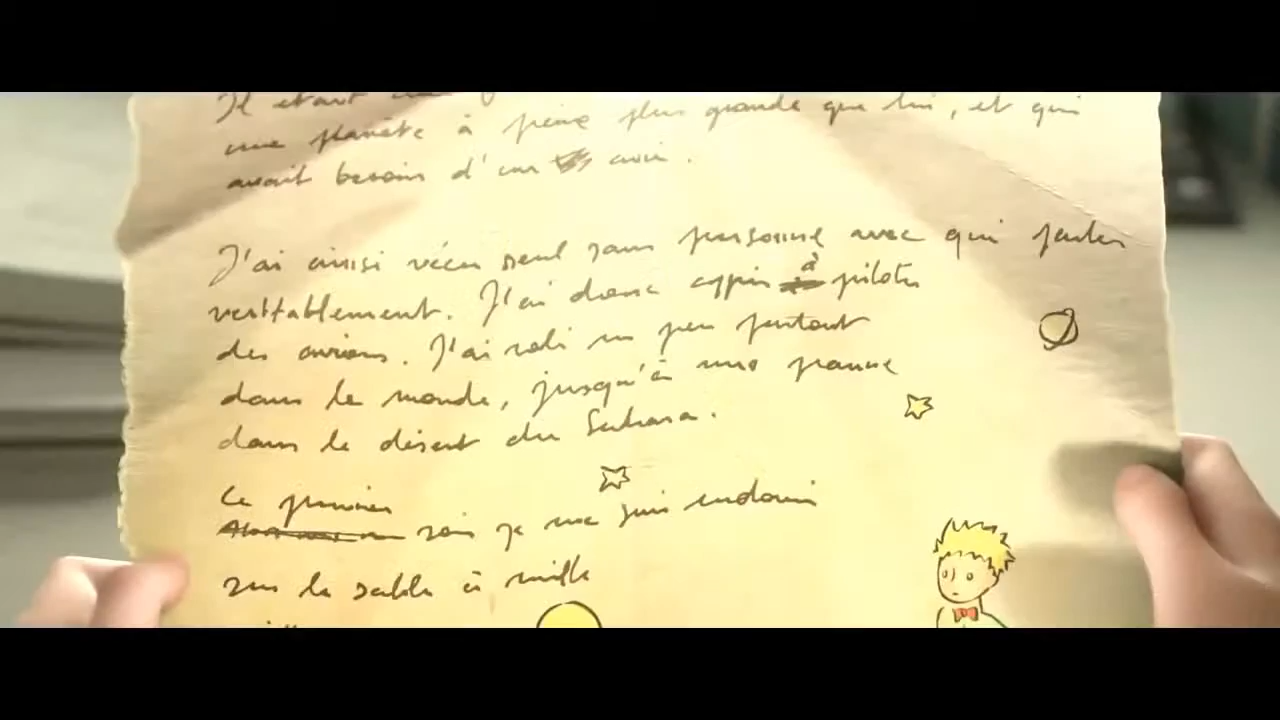 Il était une
une planète à peine plus grande que lui, et qui
avait besoin d'un ami.
J'ai ainsi vécu seul sans personne avec qui parler
veritablement. J'ai donc appris à piloter
des avions. J'ai volé un peu partout
dans le monde, jusqu'à une panne
dans le désert du Sahara.
Le premier
soir je me suis endormi
sur le sable à mille